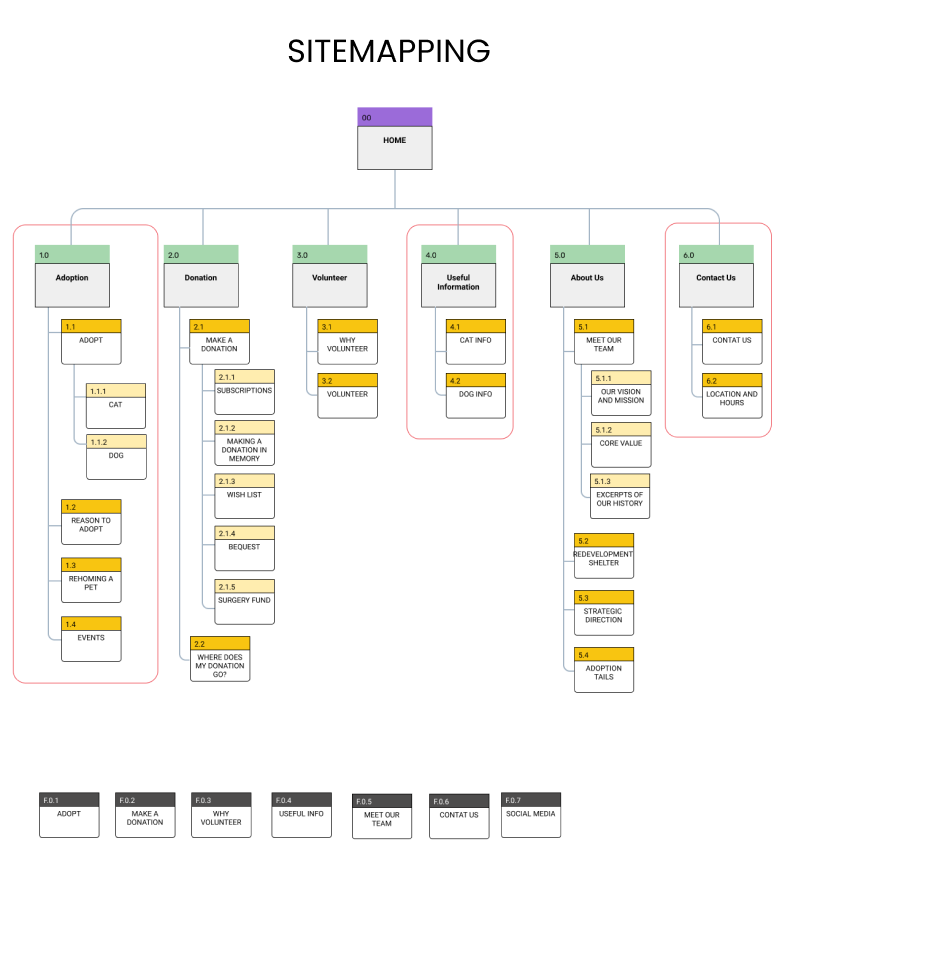 SITEMAPPING
00
HOME
1.0
Adoption
1.1
ADOPT
1.1.1
CAT
1.1.2
DOG
1.2
REASON TO
ADOPT
1.3
REHOMING A
PET
1.4
EVENTS
2.0
Donation
2.1
MAKE A
DONATION
2.1.1
SUBSCRIPTIONS
2.1.2
MAKING A
DONATION IN
MEMORY
2.1.3
WISH LIST
2.1.4
BEQUEST
2.1.5
SURGERY FUND
2.2
WHERE DOES
MY DONATION
GO?
3.0
Volunteer
3.1
WHY
VOLUNTEER
3.2
VOLUNTEER
4.0
Useful
Information
4.1
CAT INFO
4.2
DOG INFO
5.0
About Us
5.1
MEET OUR
TEAM
5.1.1
OUR VISION
AND MISSION
5.1.2
CORE VALUE
5.1.3
EXCERPTS OF
OUR HISTORY
5.2
REDEVELOPMENT
SHELTER
5.3
STRATEGIC
DIRECTION
5.4
ADOPTION
TAILS
6.0
Contact Us
6.1
CONTAT US
6.2
LOCATION AND
HOURS
F.0.1
ADOPT
F.0.2
MAKE A
DONATION
F.0.3
WHY
VOLUNTEER
F.0.4
USEFUL INFO
F.0.5
MEET OUR
TEAM
F.0.6
CONTAT US
F.0.7
SOCIAL MEDIA